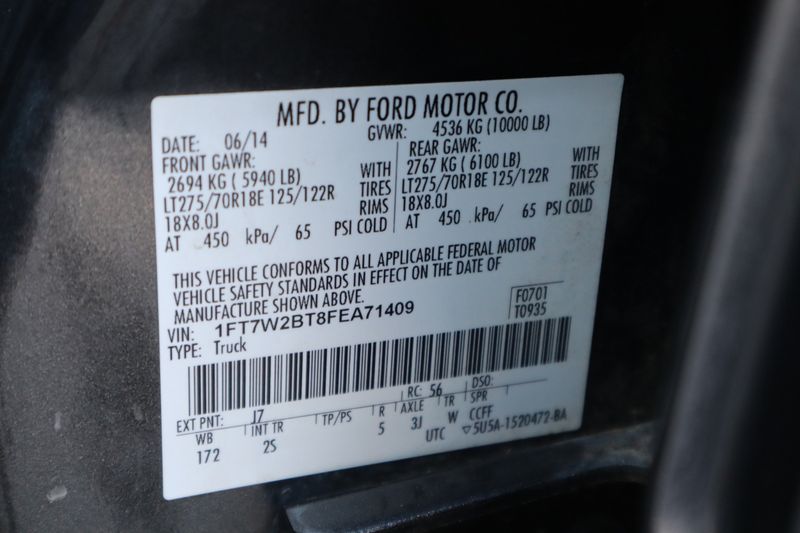 MFD. BY FORD MOTOR CO.
DATE: 06/14 GVWR: 4536 KG (10000 LB)
FRONT GAWR: REAR GAWR:
2694 KG ( 5940 LB) WITH 2767 KG ( 6100 LB) WITH
LT275/70R18E 125/122R TIRES LT275/70R18E 125/122R TIRES
18X8.0J RIMS 18X8.0J RIMS
AT 450 kPa/ 65 PSI COLD AT 450 kPa/ 65 PSI COLD
THIS VEHICLE CONFORMS TO ALL APPLICABLE FEDERAL MOTOR
VEHICLE SAFETY STANDARDS IN EFFECT ON THE DATE OF
MANUFACTURE SHOWN ABOVE.
F0701
VIN: 1FT7W2BT8FEA71409 T0935
TYPE: Truck
EXT PNT: J7 RC: 56 DSO:
WB INT TR TP/PS R AXLE TR SPR
172 2S 5 3J W CCFF
UTC ▽5U5A-1520472-BA